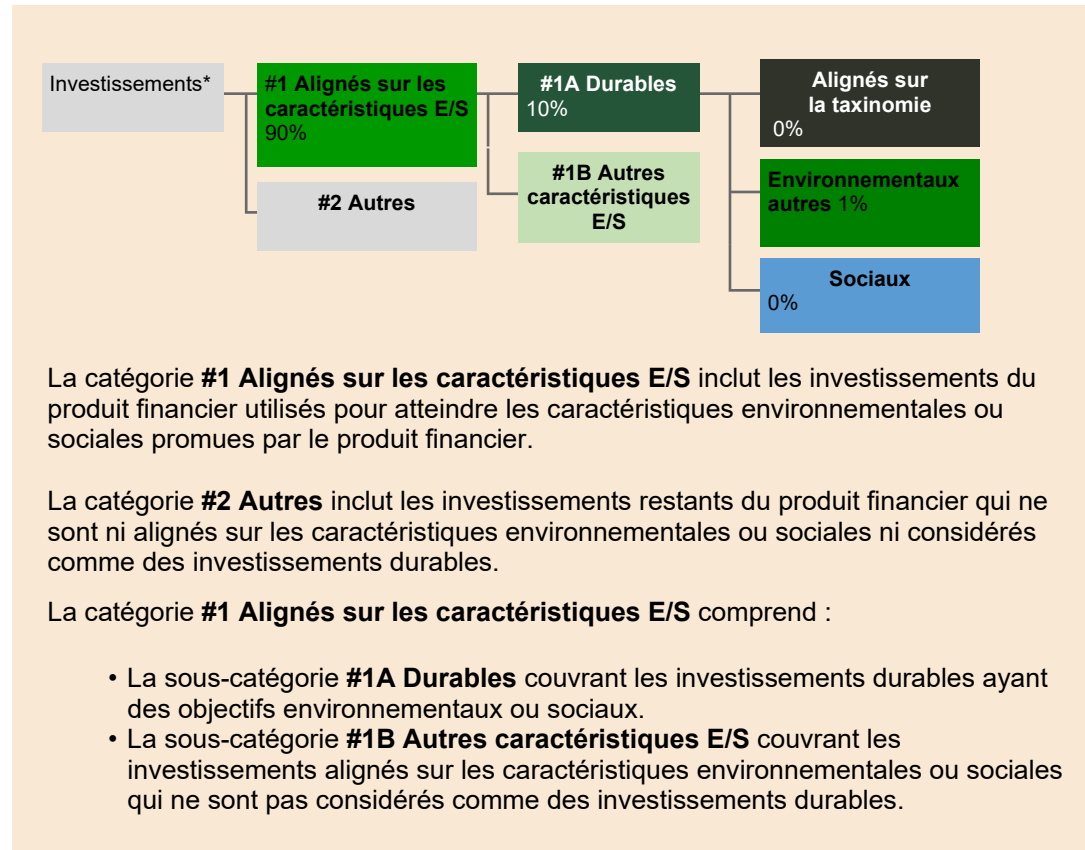 Investissements*
#1 Alignés sur les
caractéristiques E/S
90%
#2 Autres
#1A Durables
10%
#1B Autres
caractéristiques
E/S
Alignés sur
la taxinomie
0%
Environnementaux
autres 1%
Sociaux
0%
La catégorie #1 Alignés sur les caractéristiques E/S inclut les investissements du
produit financier utilisés pour atteindre les caractéristiques environnementales ou
sociales promues par le produit financier.
La catégorie #2 Autres inclut les investissements restants du produit financier qui ne
sont ni alignés sur les caractéristiques environnementales ou sociales ni considérés
comme des investissements durables.
La catégorie #1 Alignés sur les caractéristiques E/S comprend :
• La sous-catégorie #1A Durables couvrant les investissements durables ayant
des objectifs environnementaux ou sociaux.
• La sous-catégorie #1B Autres caractéristiques E/S couvrant les
investissements alignés sur les caractéristiques environnementales ou sociales
qui ne sont pas considérés comme des investissements durables.